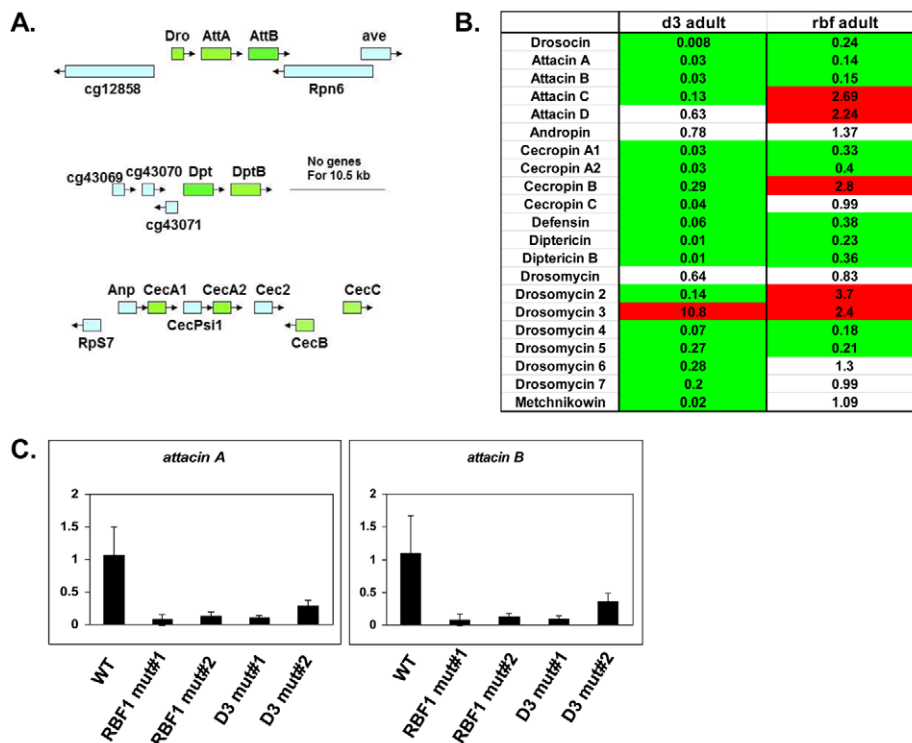 A.
Dro AttA AttB ave
cg12858 Rpn6
cg43069 cg43070 Dpt DptB No genes
For 10.5 kb
cg43071
Anp CecA1 CecA2 Cec2 CecC
RpS7 CecPsi1 CecB
B.
d3 adult rbf adult
Drosocin 0.008 0.24
Attacin A 0.03 0.14
Attacin B 0.03 0.15
Attacin C 0.13 2.69
Attacin D 0.63 2.24
Andropin 0.78 1.37
Cecropin A1 0.03 0.33
Cecropin A2 0.03 0.4
Cecropin B 0.29 2.8
Cecropin C 0.04 0.99
Defensin 0.06 0.38
Diptericin 0.01 0.23
Diptericin B 0.01 0.36
Drosomycin 0.64 0.83
Drosomycin 2 0.14 3.7
Drosomycin 3 10.8 2.4
Drosomycin 4 0.07 0.18
Drosomycin 5 0.27 0.21
Drosomycin 6 0.28 1.3
Drosomycin 7 0.2 0.99
Metchnikowin 0.02 1.09
C.
attacin A
2
1.5
1
0.5
0
WT RBF1 mut#1 RBF1 mut#2 D3 mut#1 D3 mut#2
attacin B
2
1.5
1
0.5
0
WT RBF1 mut#1 RBF1 mut#2 D3 mut#1 D3 mut#2